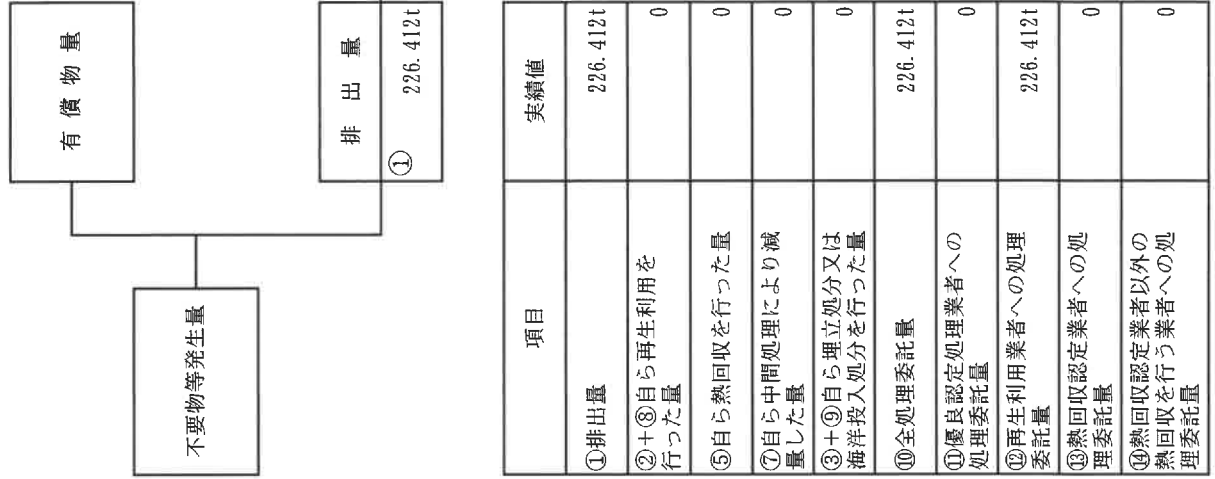 有償物量
不要物等発生量
排出量
① 226.412t
項目 実績値
①排出量 226.412t
②+⑧自ら再生利用を 0
行った量
⑤自ら熱回収を行った量 0
⑦自ら中間処理により減 0
量した量
③+⑨自ら埋立処分又は 0
海洋投入処分を行った量
⑩全処理委託量 226.412t
⑪優良認定処理業者への 0
処理委託量
⑫再生利用業者への処理 226.412t
委託量
⑬熱回収認定業者への処 0
理委託量
⑭熱回収認定業者以外の 0
熱回収を行う業者への処
理委託量